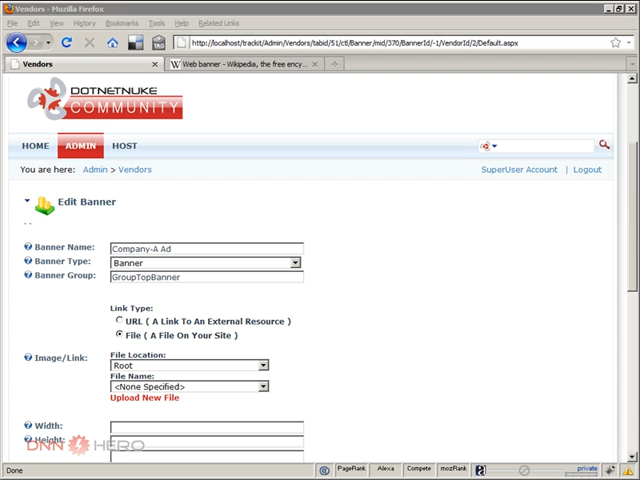 Vendors - Mozilla Firefox
File Edit View History Bookmarks Tools Help Related Links
http://localhost/trackit/Admin/Vendors/tabid/51/ctl/Banner/mid/370/BannerId/-1/VendorId/2/Default.aspx
Vendors
Web banner - Wikipedia, the free ency...
DOTNETNUKE
COMMUNITY
HOME ADMIN HOST
You are here: Admin > Vendors
SuperUser Account | Logout
Edit Banner
Banner Name: Company-A Ad
Banner Type: Banner
Banner Group: GroupTopBanner
Link Type:
URL ( A Link To An External Resource )
File ( A File On Your Site )
Image/Link:
File Location:
Root
File Name:
<None Specified>
Upload New File
Width:
Height:
DNN HERO
Done
PageRank Alexa Compete mozRank private